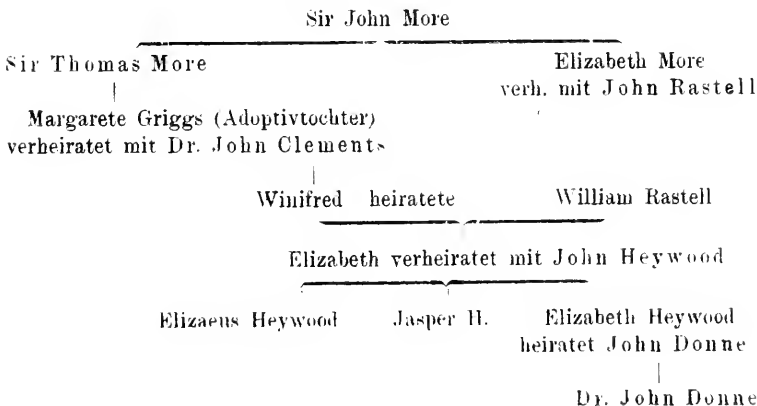 Sir John More
Sir Thomas More Elizabeth More
verh. mit John Rastell
Margarete Griggs (Adoptivtochter)
verheiratet mit Dr. John Clements
Winifred heiratete William Rastell
Elizabeth verheiratet mit John Heywood
Elizaeus Heywood Jasper H. Elizabeth Heywood
heiratet John Donne
Dr. John Donne